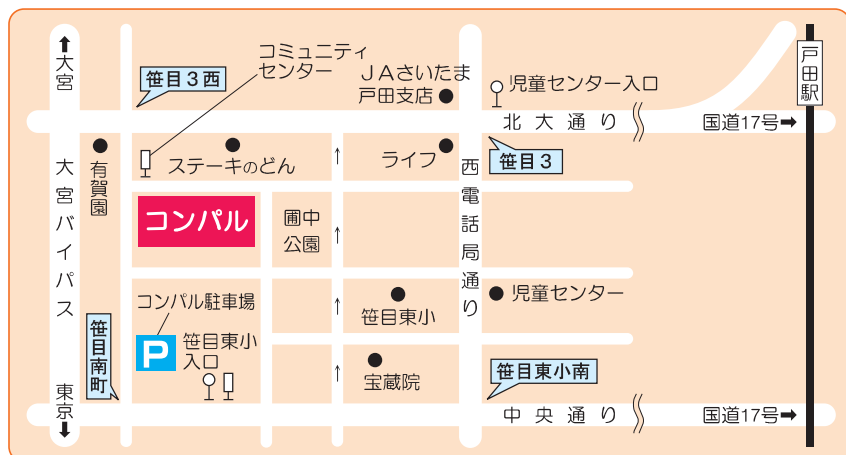 大宮
笹目3西
コミュニティ
センター
JAさいたま
戸田支店
児童センター入口
戸田駅
北大通り
国道17号
有賀園
ステーキのどん
ライフ
笹目3
大宮バイパス
コンパル
圃中
公園
西電話局通り
コンパル駐車場
笹目東小
児童センター
笹目南町
P
笹目東小
入口
宝蔵院
笹目東小南
東京
中央通り
国道17号